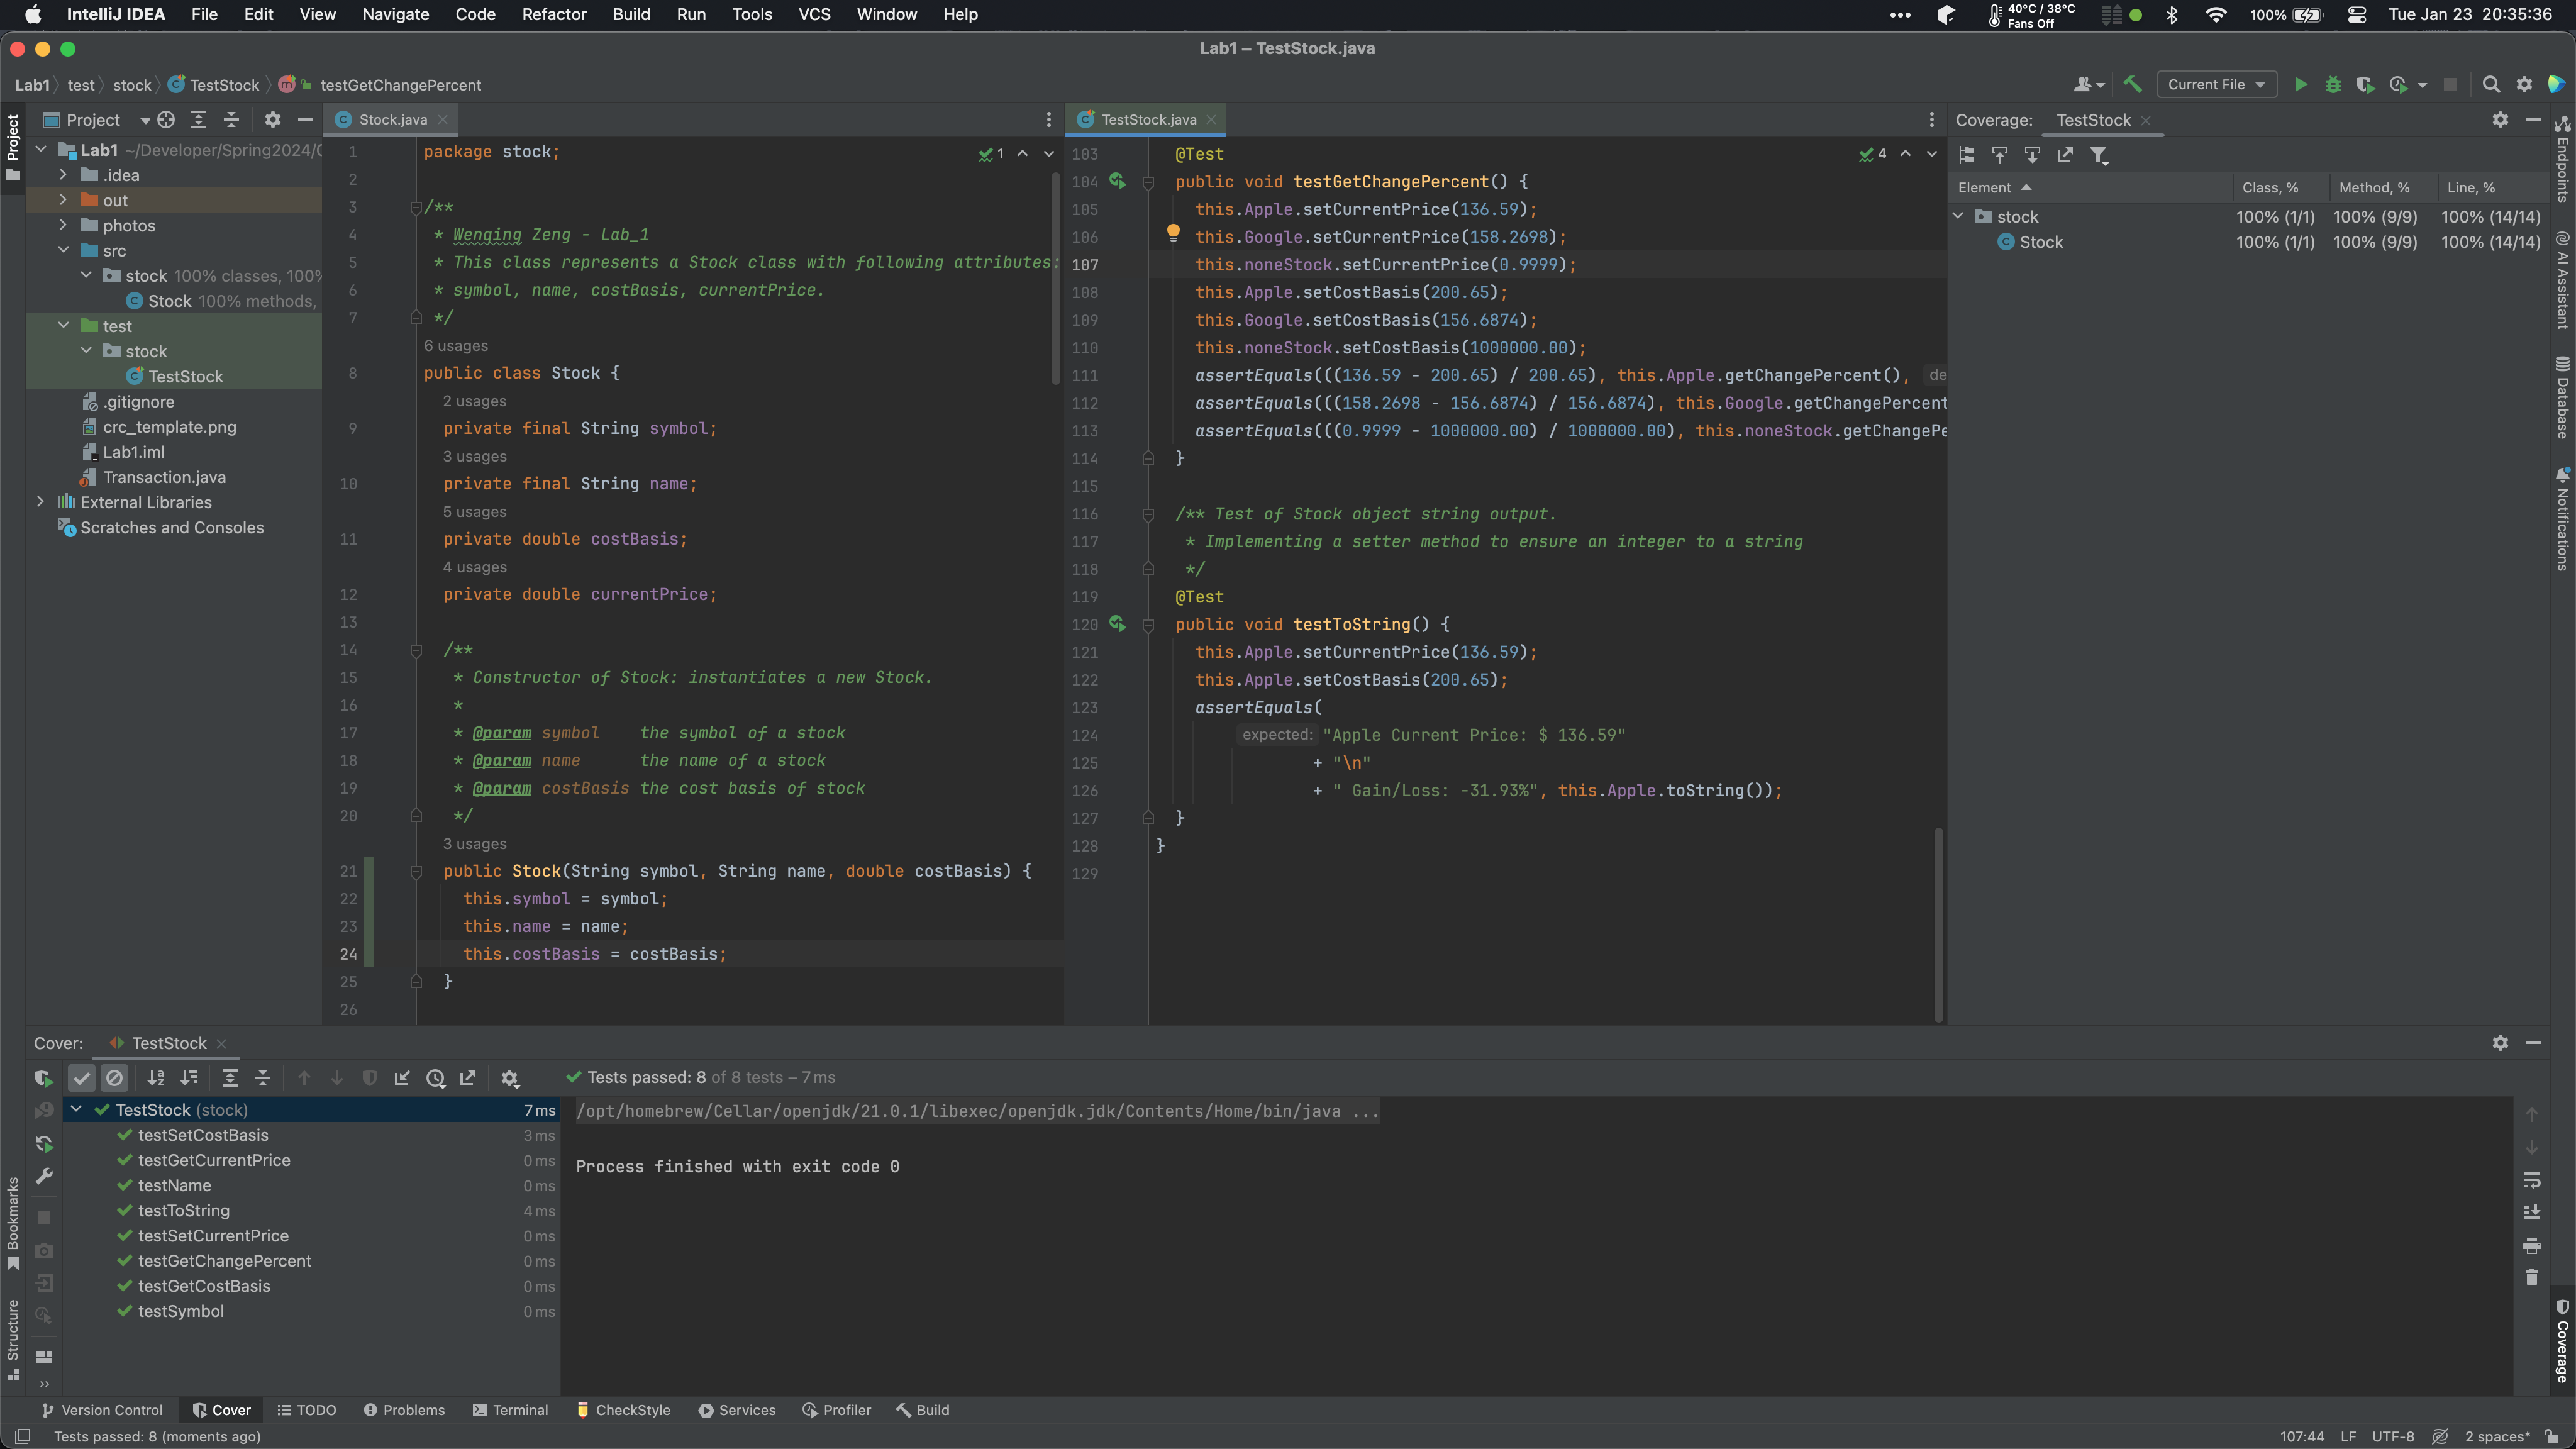 IntelliJ IDEA File Edit View Navigate Code Refactor Build Run Tools VCS Window Help
40°C / 38°C
Fans Off
100%
Tue Jan 23 20:35:36
Lab1 – TestStock.java
Lab1 test stock TestStock m testGetChangePercent
Current File
Project
Project
Lab1 ~/Developer/Spring2024/
.idea
out
photos
src
stock 100% classes, 100%
Stock 100% methods,
test
stock
TestStock
.gitignore
crc_template.png
Lab1.iml
Transaction.java
External Libraries
Scratches and Consoles
Stock.java
1
1 package stock;
2
3 /**
4 * Wenqing Zeng - Lab_1
5 * This class represents a Stock class with following attributes:
6 * symbol, name, costBasis, currentPrice.
7 */
6 usages
8 public class Stock {
2 usages
9 private final String symbol;
3 usages
10 private final String name;
5 usages
11 private double costBasis;
4 usages
12 private double currentPrice;
13
14 /**
15 * Constructor of Stock: instantiates a new Stock.
16 *
17 * @param symbol the symbol of a stock
18 * @param name the name of a stock
19 * @param costBasis the cost basis of stock
20 */
3 usages
21 public Stock(String symbol, String name, double costBasis) {
22 this.symbol = symbol;
23 this.name = name;
24 this.costBasis = costBasis;
25 }
26
TestStock.java
4
103 @Test
104 public void testGetChangePercent() {
105 this.Apple.setCurrentPrice(136.59);
106 this.Google.setCurrentPrice(158.2698);
107 this.noneStock.setCurrentPrice(0.9999);
108 this.Apple.setCostBasis(200.65);
109 this.Google.setCostBasis(156.6874);
110 this.noneStock.setCostBasis(1000000.00);
111 assertEquals(((136.59 - 200.65) / 200.65), this.Apple.getChangePercent(), de
112 assertEquals(((158.2698 - 156.6874) / 156.6874), this.Google.getChangePercent
113 assertEquals(((0.9999 - 1000000.00) / 1000000.00), this.noneStock.getChangePe
114 }
115
116 /** Test of Stock object string output.
117 * Implementing a setter method to ensure an integer to a string
118 */
119 @Test
120 public void testToString() {
121 this.Apple.setCurrentPrice(136.59);
122 this.Apple.setCostBasis(200.65);
123 assertEquals(
124 expected: "Apple Current Price: $ 136.59"
125 + "\n"
126 + " Gain/Loss: -31.93%", this.Apple.toString());
127 }
128 }
129
Coverage: TestStock
Element Class, % Method, % Line, %
stock 100% (1/1) 100% (9/9) 100% (14/14)
Stock 100% (1/1) 100% (9/9) 100% (14/14)
Endpoints
AI Assistant
Database
Notifications
Coverage
Bookmarks
Structure
Cover: TestStock
Tests passed: 8 of 8 tests – 7 ms
TestStock (stock) 7 ms
testSetCostBasis 3 ms
testGetCurrentPrice 0 ms
testName 0 ms
testToString 4 ms
testSetCurrentPrice 0 ms
testGetChangePercent 0 ms
testGetCostBasis 0 ms
testSymbol 0 ms
/opt/homebrew/Cellar/openjdk/21.0.1/libexec/openjdk.jdk/Contents/Home/bin/java ...
Process finished with exit code 0
Version Control Cover TODO Problems Terminal CheckStyle Services Profiler Build
Tests passed: 8 (moments ago)
107:44 LF UTF-8 2 spaces*